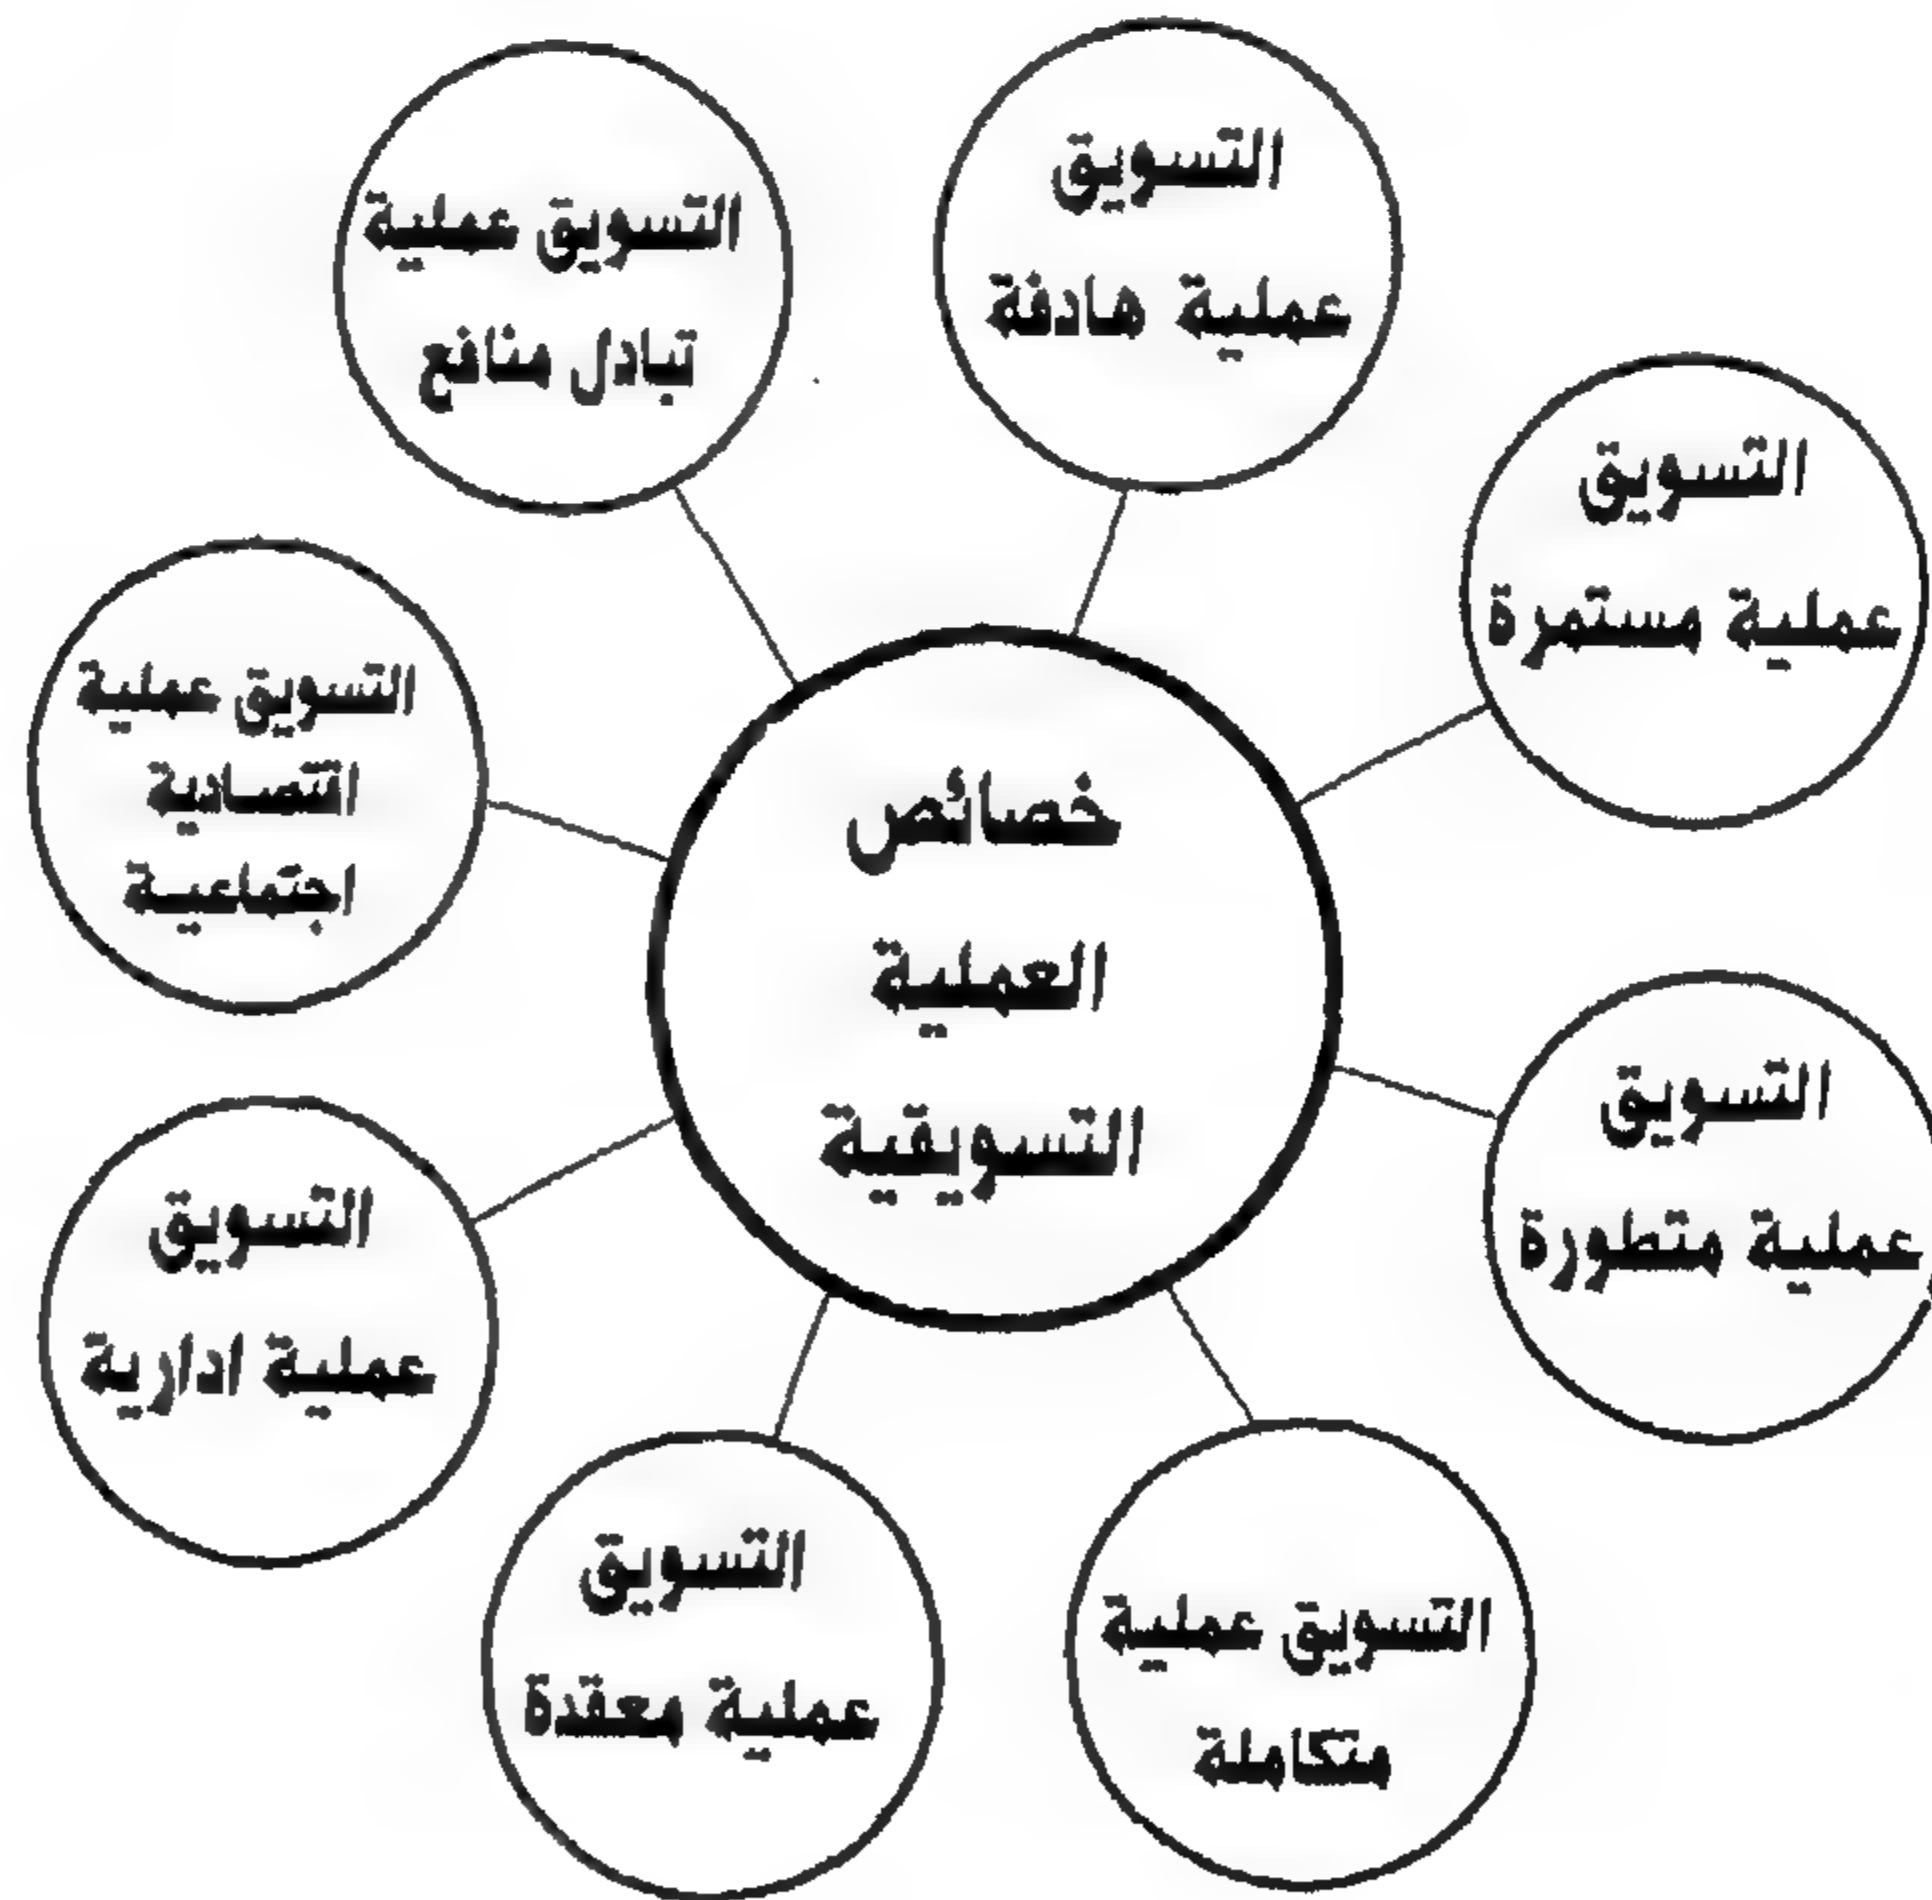 خصائص
العملية
التسويقية
التسويق
عملية هادفة
التسويق
عملية مستمرة
التسويق
عملية متطورة
التسويق عملية
متكاملة
التسويق
عملية معقدة
التسويق
عملية ادارية
التسويق عملية
اقتصادية
اجتماعية
التسويق عملية
تبادل منافع